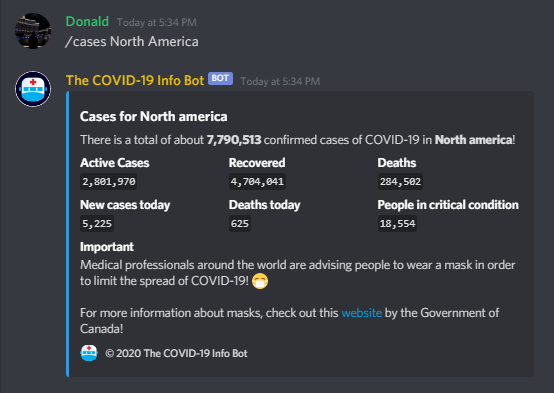 Donald Today at 5:34 PM
/cases North America
The COVID-19 Info Bot BOT Today at 5:34 PM
Cases for North america
There is a total of about 7,790,513 confirmed cases of COVID-19 in North america!
Active Cases Recovered Deaths
2,801,970 4,704,041 284,502
New cases today Deaths today People in critical condition
5,225 625 18,554
Important
Medical professionals around the world are advising people to wear a mask in order
to limit the spread of COVID-19! 😷
For more information about masks, check out this website by the Government of
Canada!
© 2020 The COVID-19 Info Bot